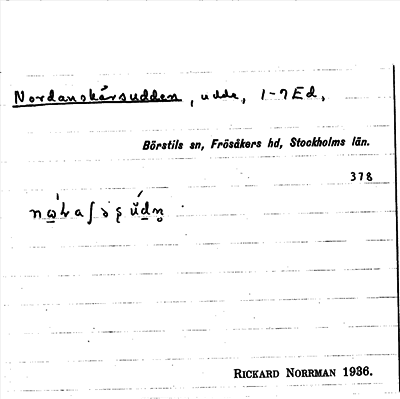 Nordanskärsudden, udde, 1-7Ed,
Börstils sn, Frösåkers hd, Stockholms län.
378
RICKARD NORRMAN 1936.